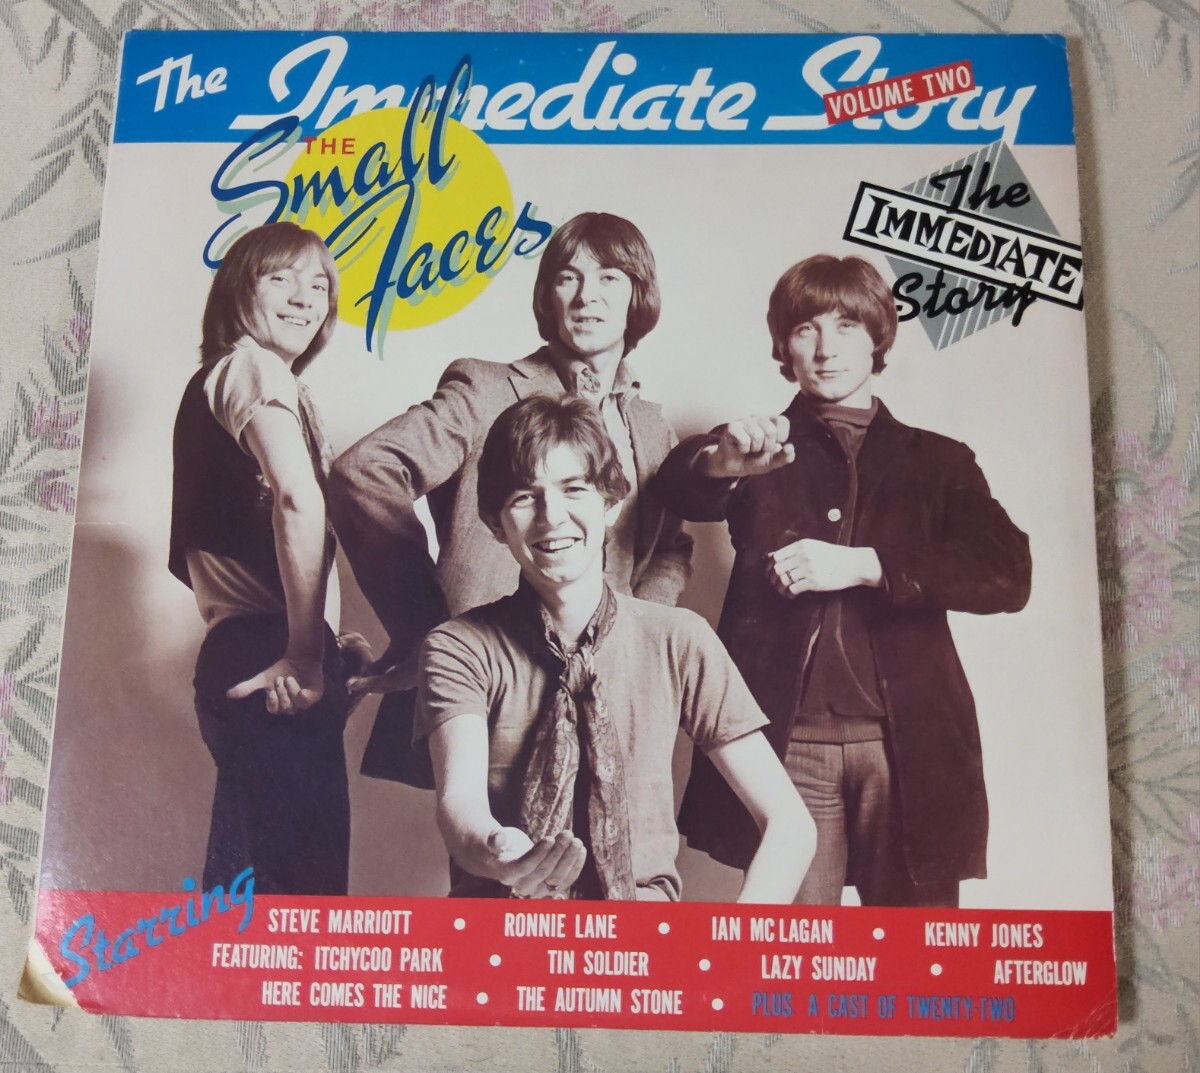 The Immediate Story
VOLUME TWO
THE
Small
Faces
The
IMMEDIATE
Story
Starring
STEVE MARRIOTT • RONNIE LANE • IAN MC LAGAN • KENNY JONES
FEATURING: ITCHYCOO PARK • TIN SOLDIER • LAZY SUNDAY • AFTERGLOW
HERE COMES THE NICE • THE AUTUMN STONE • PLUS A CAST OF TWENTY-TWO